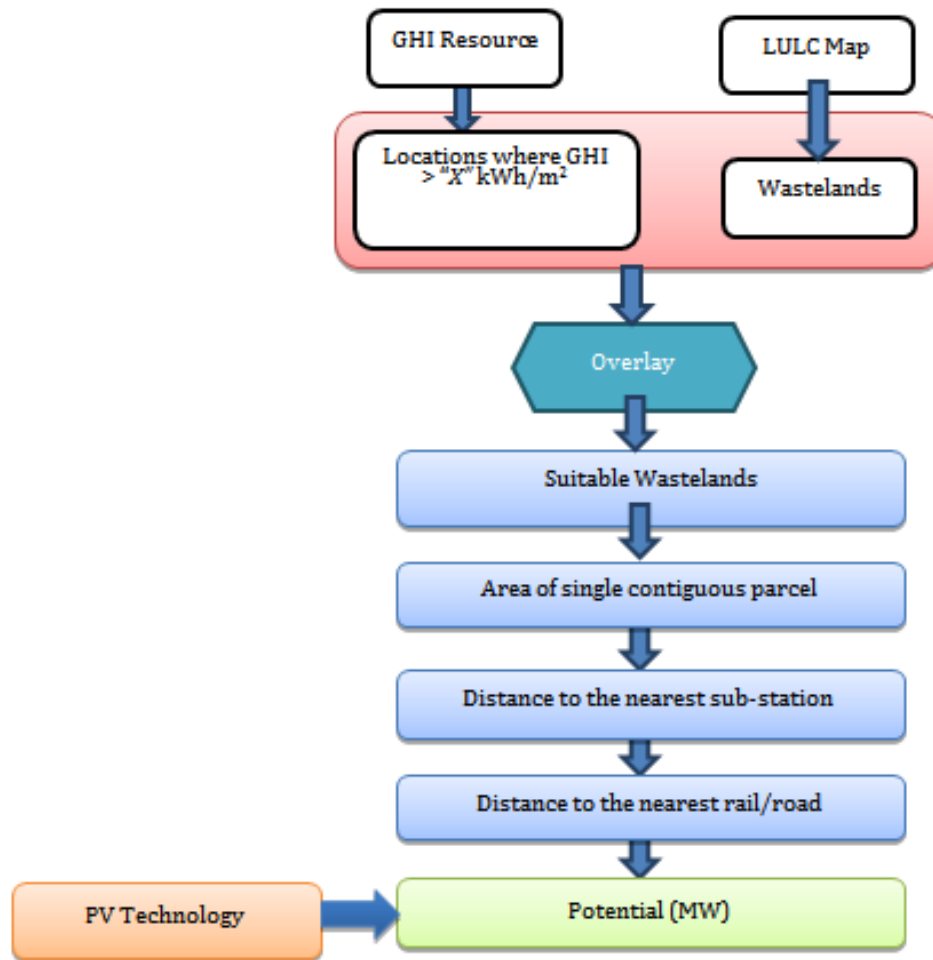 GHI Resource
LULC Map
Locations where GHI
> “X” kWh/m²
Wastelands
Overlay
Suitable Wastelands
Area of single contiguous parcel
Distance to the nearest sub-station
Distance to the nearest rail/road
PV Technology
Potential (MW)